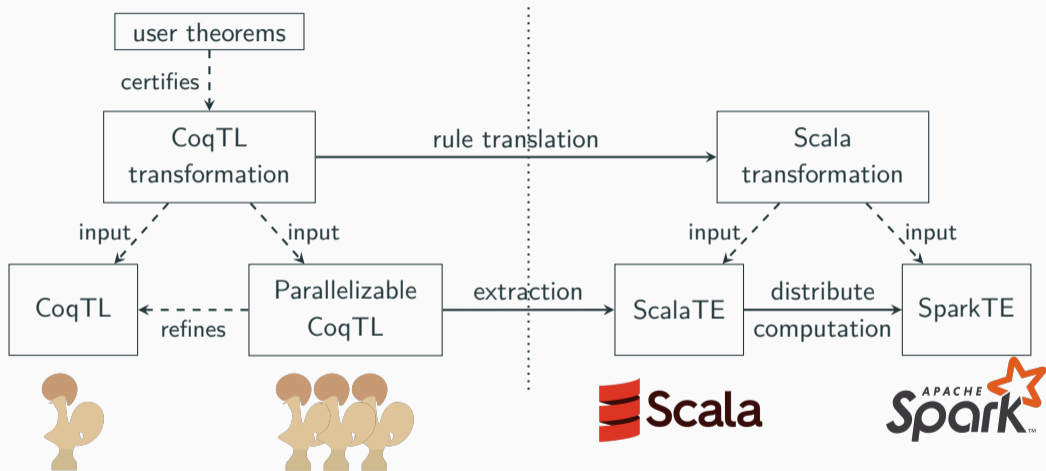 user theorems
certifies
CoqTL
transformation
rule translation
Scala
transformation
input
input
input
input
CoqTL
refines
Parallelizable
CoqTL
extraction
ScalaTE
distribute
computation
SparkTE
Scala
APACHE
Spark™